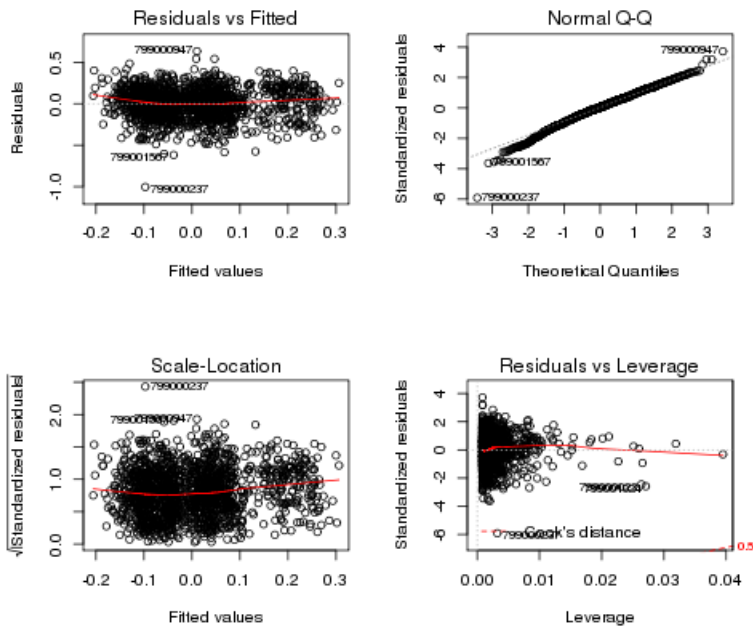 Residuals vs Fitted
Residuals
0.5
0.0
-1.0
799000947
799001567
799000237
-0.2 -0.1 0.0 0.1 0.2 0.3
Fitted values
Normal Q-Q
Standardized residuals
4
2
0
-2
-4
-6
799000947
799001567
799000237
-3 -2 -1 0 1 2 3
Theoretical Quantiles
Scale-Location
√|Standardized residuals|
2.0
1.0
0.0
799000237
799000947
-0.2 -0.1 0.0 0.1 0.2 0.3
Fitted values
Residuals vs Leverage
Standardized residuals
4
2
0
-2
-4
-6
Cook's distance
0.5
0.00 0.01 0.02 0.03 0.04
Leverage